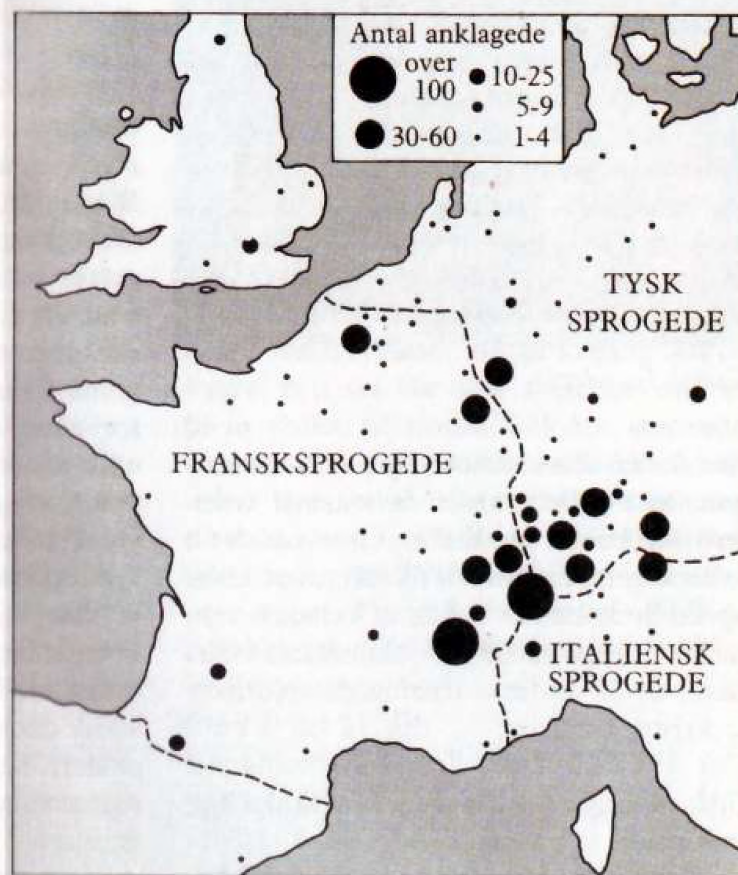 Antal anklagede
over
100
10-25
5-9
30-60
1-4
TYSK
SPROGEDE
FRANSKSPROGEDE
ITALIENSK
SPROGEDE